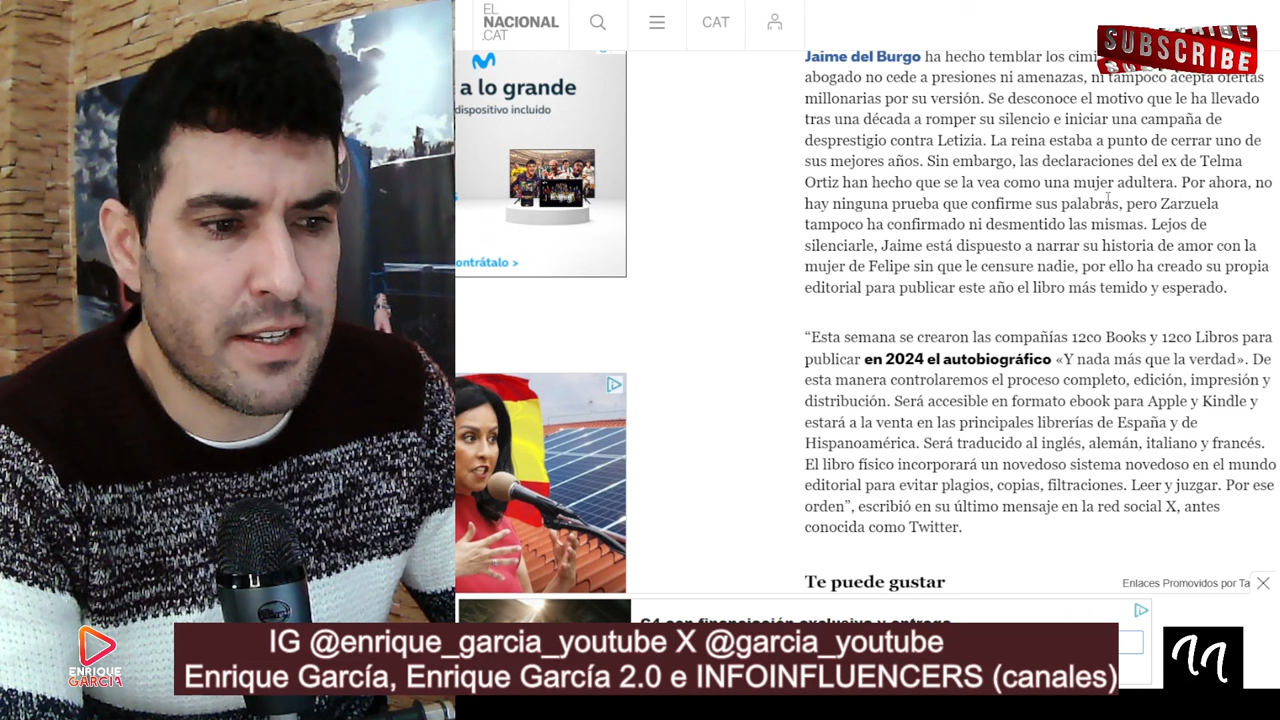 EL
NACIONAL
.CAT
CAT
SUBSCRIBE
a lo grande
dispositivo incluido
ontrátalo >
Jaime del Burgo ha hecho temblar los
abogado no cede a presiones ni amenazas, ni tampoco acepta ofertas
millonarias por su versión. Se desconoce el motivo que le ha llevado
tras una década a romper su silencio e iniciar una campaña de
desprestigio contra Letizia. La reina estaba a punto de cerrar uno de
sus mejores años. Sin embargo, las declaraciones del ex de Telma
Ortiz han hecho que se la vea como una mujer adultera. Por ahora, no
hay ninguna prueba que confirme sus palabras, pero Zarzuela
tampoco ha confirmado ni desmentido las mismas. Lejos de
silenciarle, Jaime está dispuesto a narrar su historia de amor con la
mujer de Felipe sin que le censure nadie, por ello ha creado su propia
editorial para publicar este año el libro más temido y esperado.
“Esta semana se crearon las compañías 12co Books y 12co Libros para
publicar en 2024 el autobiográfico «Y nada más que la verdad». De
esta manera controlaremos el proceso completo, edición, impresión y
distribución. Será accesible en formato ebook para Apple y Kindle y
estará a la venta en las principales librerías de España y de
Hispanoamérica. Será traducido al inglés, alemán, italiano y francés.
El libro físico incorporará un novedoso sistema novedoso en el mundo
editorial para evitar plagios, copias, filtraciones. Leer y juzgar. Por ese
orden”, escribió en su último mensaje en la red social X, antes
conocida como Twitter.
Te puede gustar
Enlaces Promovidos por Ta
IG @enrique_garcia_youtube X @garcia_youtube
Enrique García, Enrique García 2.0 e INFOINFLUENCERS (canales)
ENRIQUE
GARCÍA